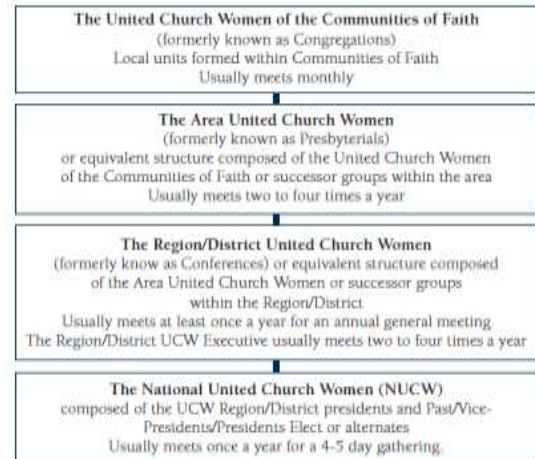 The United Church Women of the Communities of Faith
(formerly known as Congregations)
Local units formed within Communities of Faith
Usually meets monthly
The Area United Church Women
(formerly known as Presbyterials)
or equivalent structure composed of the United Church Women
of the Communities of Faith or successor groups within the area
Usually meets two to four times a year
The Region/District United Church Women
(formerly know as Conferences) or equivalent structure composed
of the Area United Church Women or successor groups
within the Region/District
Usually meets at least once a year for an annual general meeting
The Region/District UCW Executive usually meets two to four times a year
The National United Church Women (NUCW)
composed of the UCW Region/District presidents and Past/Vice-
Presidents/Presidents Elect or alternates
Usually meets once a year for a 4-5 day gathering.